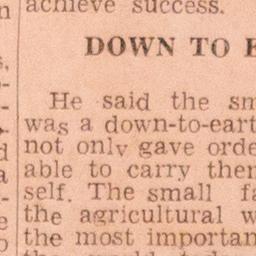 achieve success.
DOWN TO E
He said the sm
was a down-to-eart
not only gave orde
able to carry then
self. The small fa
the agricultural w
the most importan